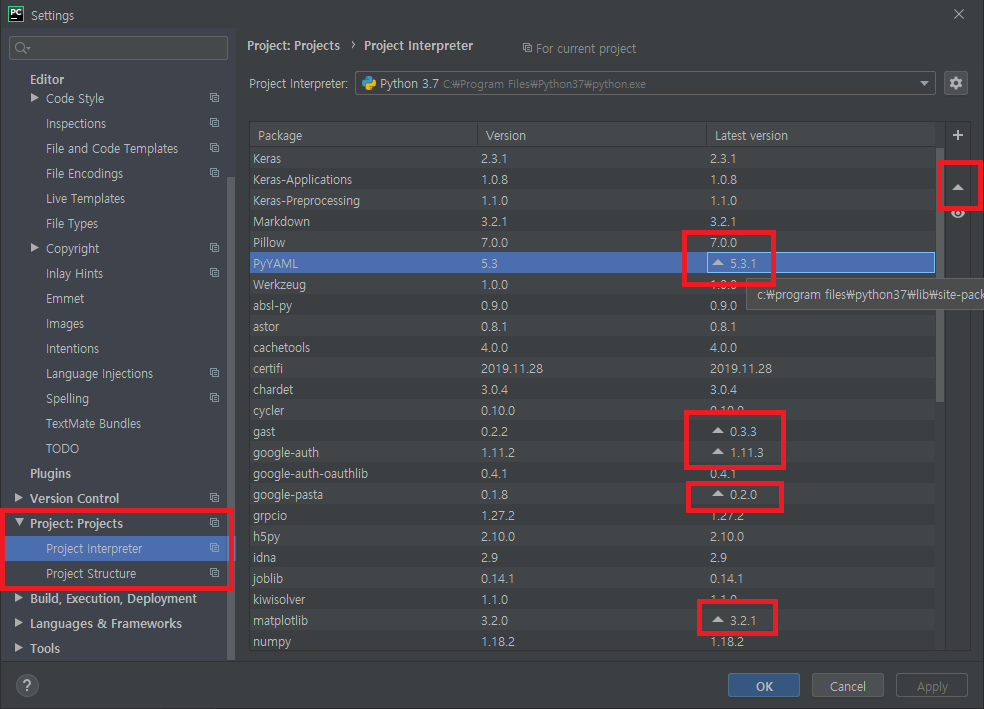 PC Settings
Project: Projects › Project Interpreter For current project
Project Interpreter: Python 3.7 C:₩Program Files₩Python37₩python.exe
Editor
Code Style
Inspections
File and Code Templates
File Encodings
Live Templates
File Types
Copyright
Inlay Hints
Emmet
Images
Intentions
Language Injections
Spelling
TextMate Bundles
TODO
Plugins
Version Control
Project: Projects
Project Interpreter
Project Structure
Build, Execution, Deployment
Languages & Frameworks
Tools
Package Version Latest version
Keras 2.3.1 2.3.1
Keras-Applications 1.0.8 1.0.8
Keras-Preprocessing 1.1.0 1.1.0
Markdown 3.2.1 3.2.1
Pillow 7.0.0 7.0.0
PyYAML 5.3 5.3.1
Werkzeug 1.0.0 1.0.0
c:₩program files₩python37₩lib₩site-pack
absl-py 0.9.0 0.9.0
astor 0.8.1 0.8.1
cachetools 4.0.0 4.0.0
certifi 2019.11.28 2019.11.28
chardet 3.0.4 3.0.4
cycler 0.10.0 0.10.0
gast 0.2.2 0.3.3
google-auth 1.11.2 1.11.3
google-auth-oauthlib 0.4.1 0.4.1
google-pasta 0.1.8 0.2.0
grpcio 1.27.2 1.27.2
h5py 2.10.0 2.10.0
idna 2.9 2.9
joblib 0.14.1 0.14.1
kiwisolver 1.1.0 1.1.0
matplotlib 3.2.0 3.2.1
numpy 1.18.2 1.18.2
? OK Cancel Apply